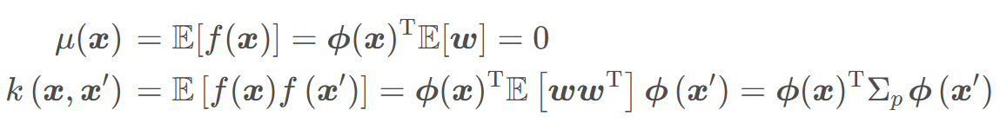 μ(𝒙) = 𝔼[f(𝒙)] = ϕ(𝒙)ᵀ𝔼[𝒘] = 0
k (𝒙, 𝒙′) = 𝔼 [f(𝒙)f (𝒙′)] = ϕ(𝒙)ᵀ𝔼 [𝒘𝒘ᵀ] ϕ (𝒙′) = ϕ(𝒙)ᵀΣₚϕ (𝒙′)